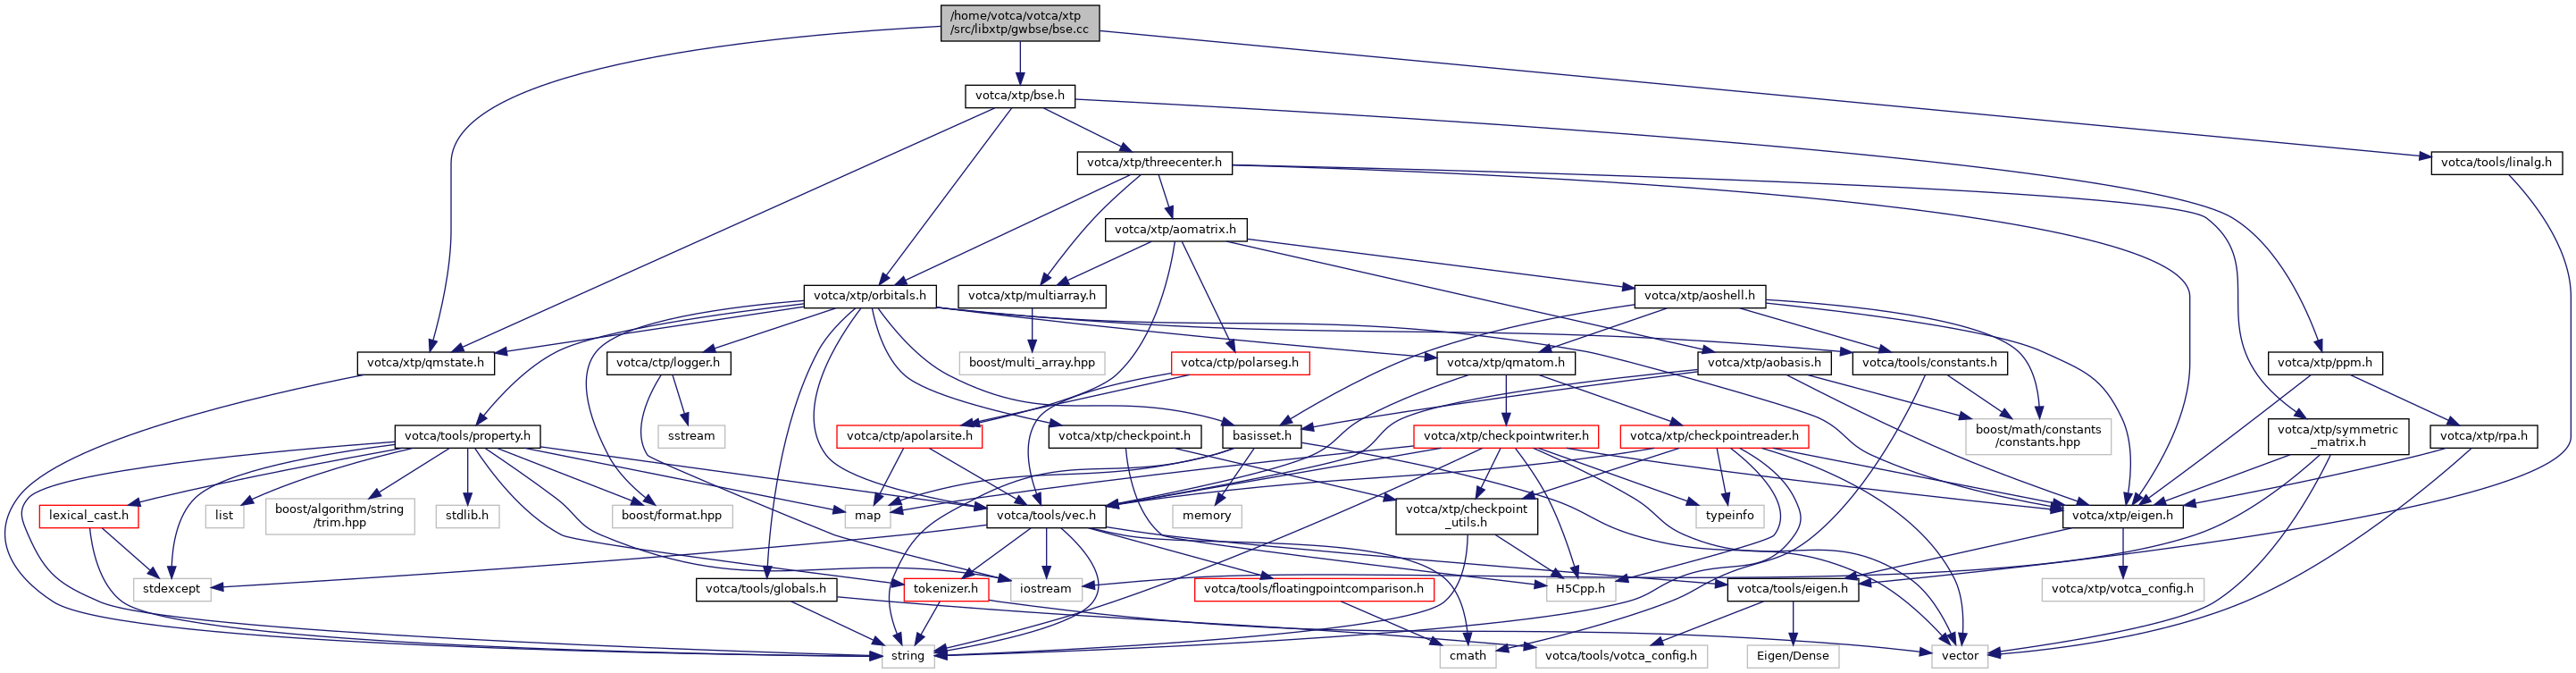 /home/votca/votca/xtp
/src/libxtp/gwbse/bse.cc
votca/xtp/bse.h
votca/xtp/threecenter.h
votca/tools/linalg.h
votca/xtp/aomatrix.h
votca/xtp/orbitals.h
votca/xtp/multiarray.h
votca/xtp/aoshell.h
votca/xtp/qmstate.h
votca/ctp/logger.h
boost/multi_array.hpp
votca/ctp/polarseg.h
votca/xtp/qmatom.h
votca/xtp/aobasis.h
votca/tools/constants.h
votca/xtp/ppm.h
votca/tools/property.h
sstream
votca/ctp/apolarsite.h
votca/xtp/checkpoint.h
basisset.h
votca/xtp/checkpointwriter.h
votca/xtp/checkpointreader.h
boost/math/constants
/constants.hpp
votca/xtp/symmetric
_matrix.h
votca/xtp/rpa.h
lexical_cast.h
list
boost/algorithm/string
/trim.hpp
stdlib.h
boost/format.hpp
map
votca/tools/vec.h
memory
votca/xtp/checkpoint
_utils.h
typeinfo
votca/xtp/eigen.h
stdexcept
votca/tools/globals.h
tokenizer.h
iostream
votca/tools/floatingpointcomparison.h
H5Cpp.h
votca/tools/eigen.h
votca/xtp/votca_config.h
string
cmath
votca/tools/votca_config.h
Eigen/Dense
vector